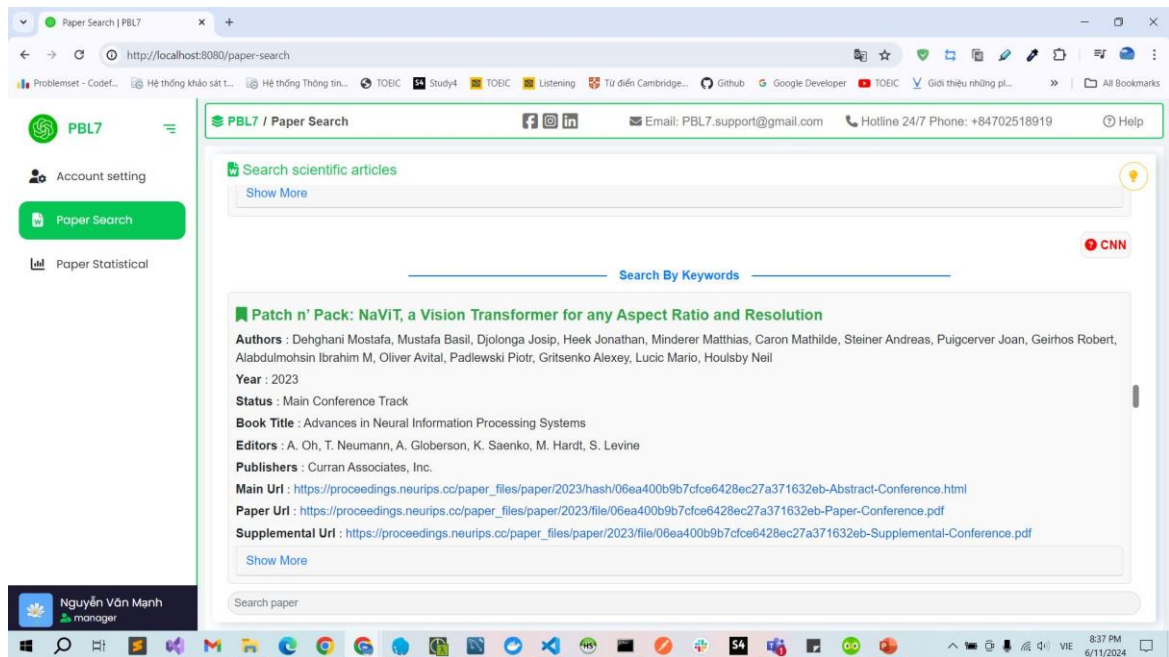 Paper Search | PBL7
http://localhost:8080/paper-search
Problemset - Codef...
Hệ thống khảo sát t...
Hệ thống Thông tin...
TOEIC
Study4
TOEIC
Listening
Từ điển Cambridge...
Github
Google Developer
TOEIC
Giới thiệu những pl...
All Bookmarks
PBL7
PBL7 / Paper Search
Email: PBL7.support@gmail.com
Hotline 24/7 Phone: +84702518919
Help
Account setting
Paper Search
Paper Statistical
Search scientific articles
Show More
CNN
Search By Keywords
Patch n' Pack: NaViT, a Vision Transformer for any Aspect Ratio and Resolution
Authors : Dehghani Mostafa, Mustafa Basil, Djolonga Josip, Heek Jonathan, Minderer Matthias, Caron Mathilde, Steiner Andreas, Puigcerver Joan, Geirhos Robert,
Alabdulmohsin Ibrahim M, Oliver Avital, Padlewski Piotr, Gritsenko Alexey, Lucic Mario, Houlsby Neil
Year : 2023
Status : Main Conference Track
Book Title : Advances in Neural Information Processing Systems
Editors : A. Oh, T. Neumann, A. Globerson, K. Saenko, M. Hardt, S. Levine
Publishers : Curran Associates, Inc.
Main Url : https://proceedings.neurips.cc/paper_files/paper/2023/hash/06ea400b9b7cfce6428ec27a371632eb-Abstract-Conference.html
Paper Url : https://proceedings.neurips.cc/paper_files/paper/2023/file/06ea400b9b7cfce6428ec27a371632eb-Paper-Conference.pdf
Supplemental Url : https://proceedings.neurips.cc/paper_files/paper/2023/file/06ea400b9b7cfce6428ec27a371632eb-Supplemental-Conference.pdf
Show More
Search paper
Nguyễn Văn Mạnh
manager
S4
VIE
8:37 PM
6/11/2024